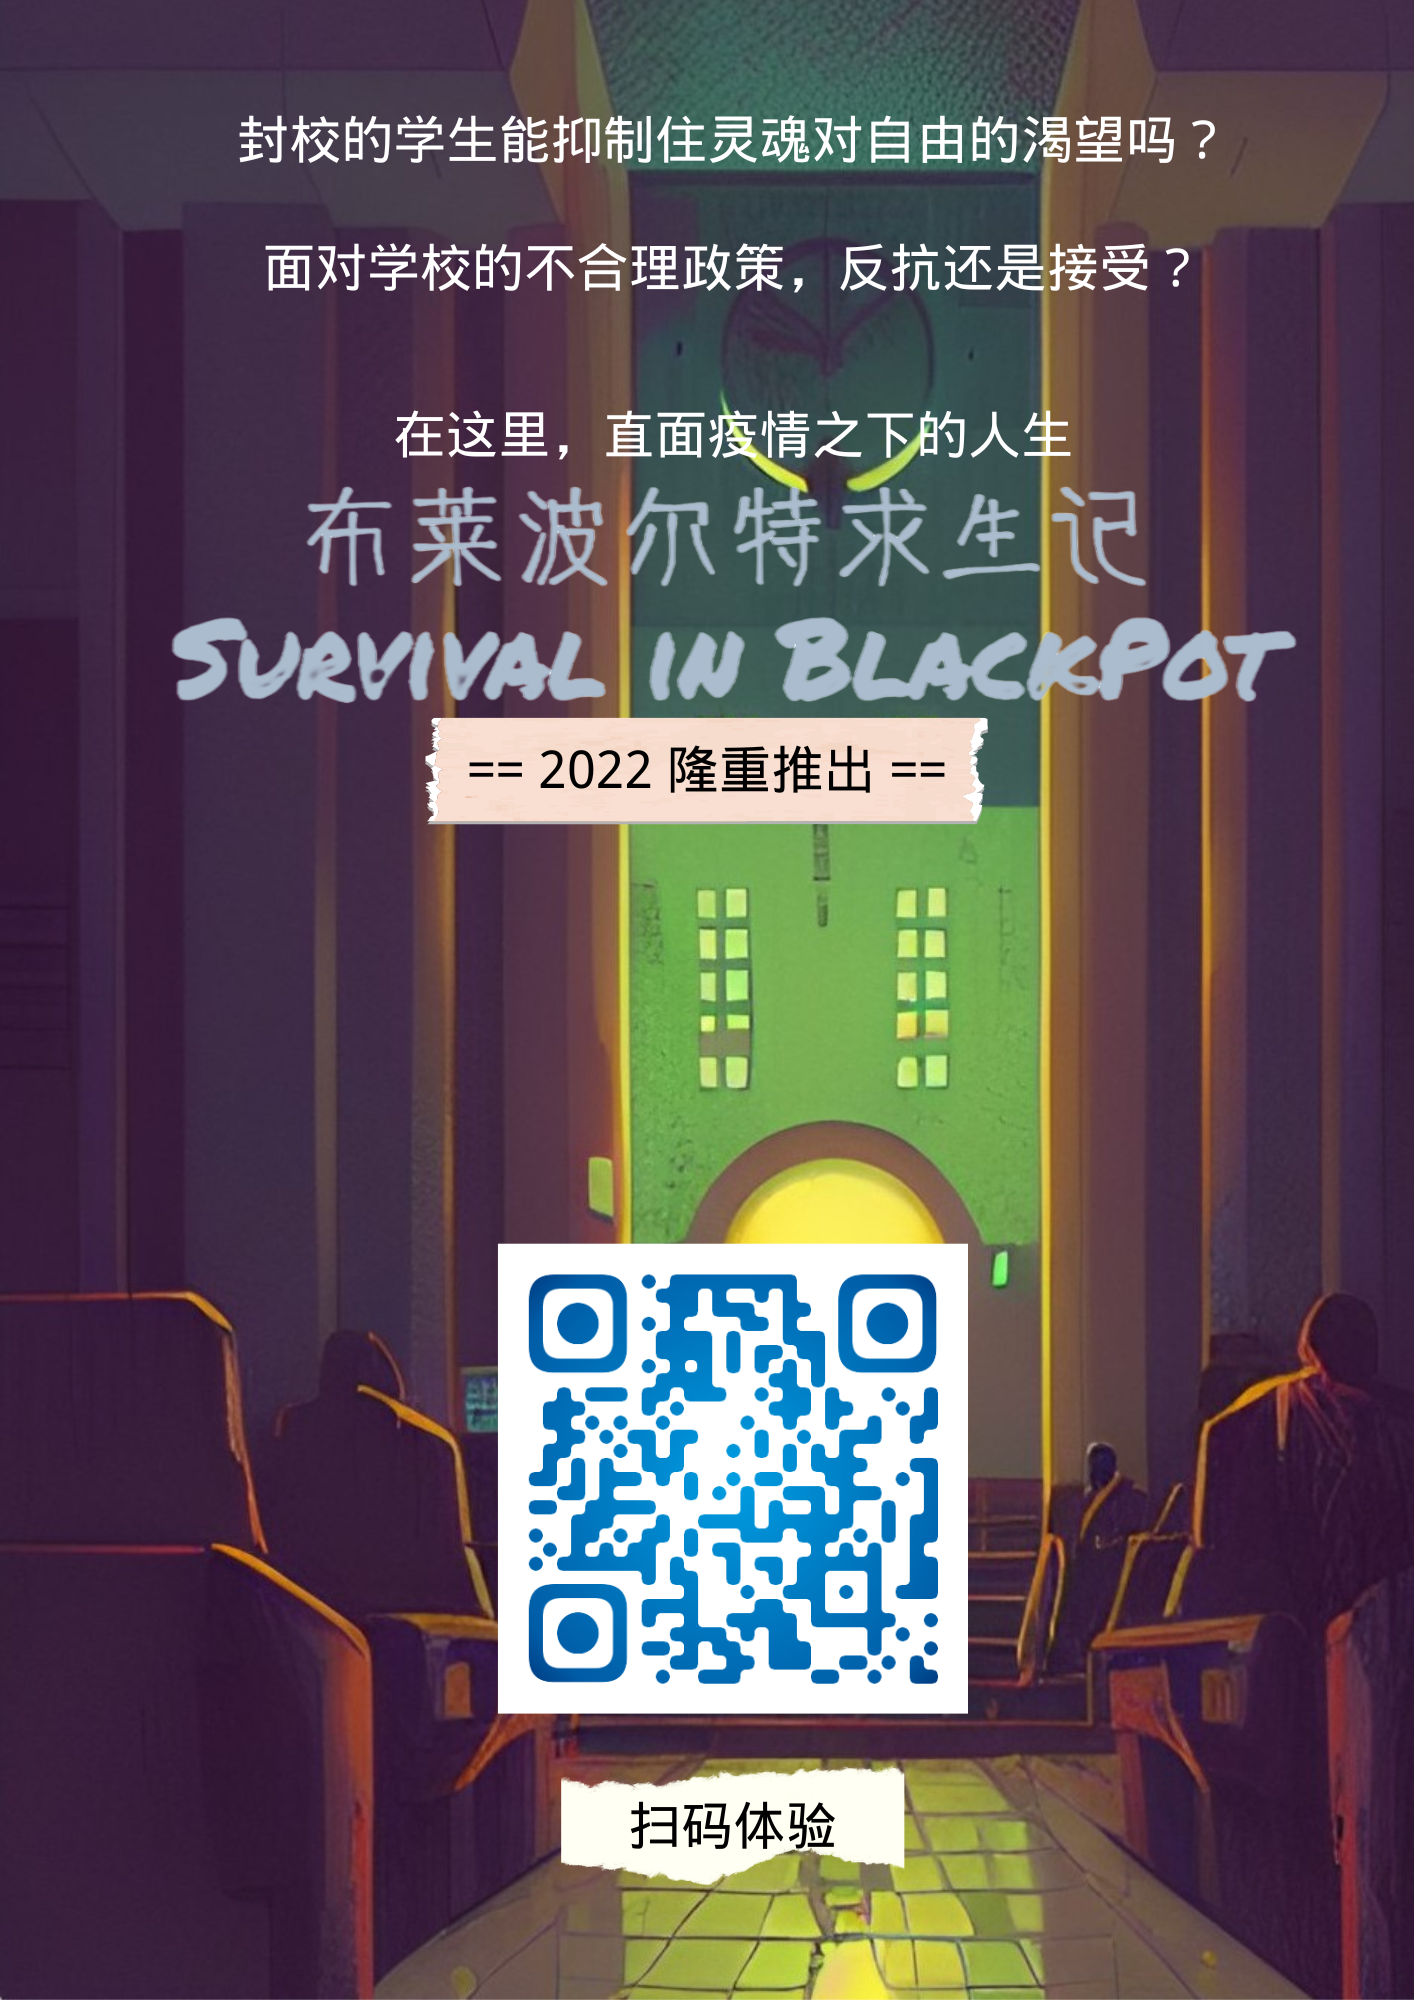 封校的学生能抑制住灵魂对自由的渴望吗？
面对学校的不合理政策，反抗还是接受？
在这里，直面疫情之下的人生
布莱波尔特求生记
Survival in BlackPot
== 2022 隆重推出 ==
扫码体验